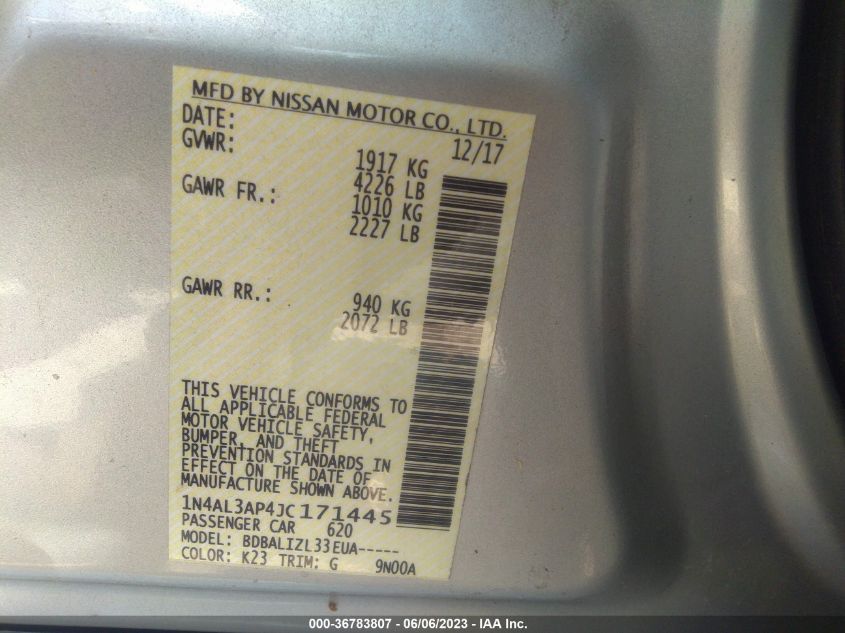 MFD BY NISSAN MOTOR CO., LTD.
DATE: 12/17
GVWR: 1917 KG
4226 LB
GAWR FR.: 1010 KG
2227 LB
GAWR RR.: 940 KG
2072 LB
THIS VEHICLE CONFORMS TO
ALL APPLICABLE FEDERAL
MOTOR VEHICLE SAFETY,
BUMPER, AND THEFT
PREVENTION STANDARDS IN
EFFECT ON THE DATE OF
MANUFACTURE SHOWN ABOVE.
1N4AL3AP4JC171445
PASSENGER CAR 620
MODEL: BDBALIZL33EUA-----
COLOR: K23 TRIM: G 9N00A
000-36783807 - 06/06/2023 - IAA Inc.